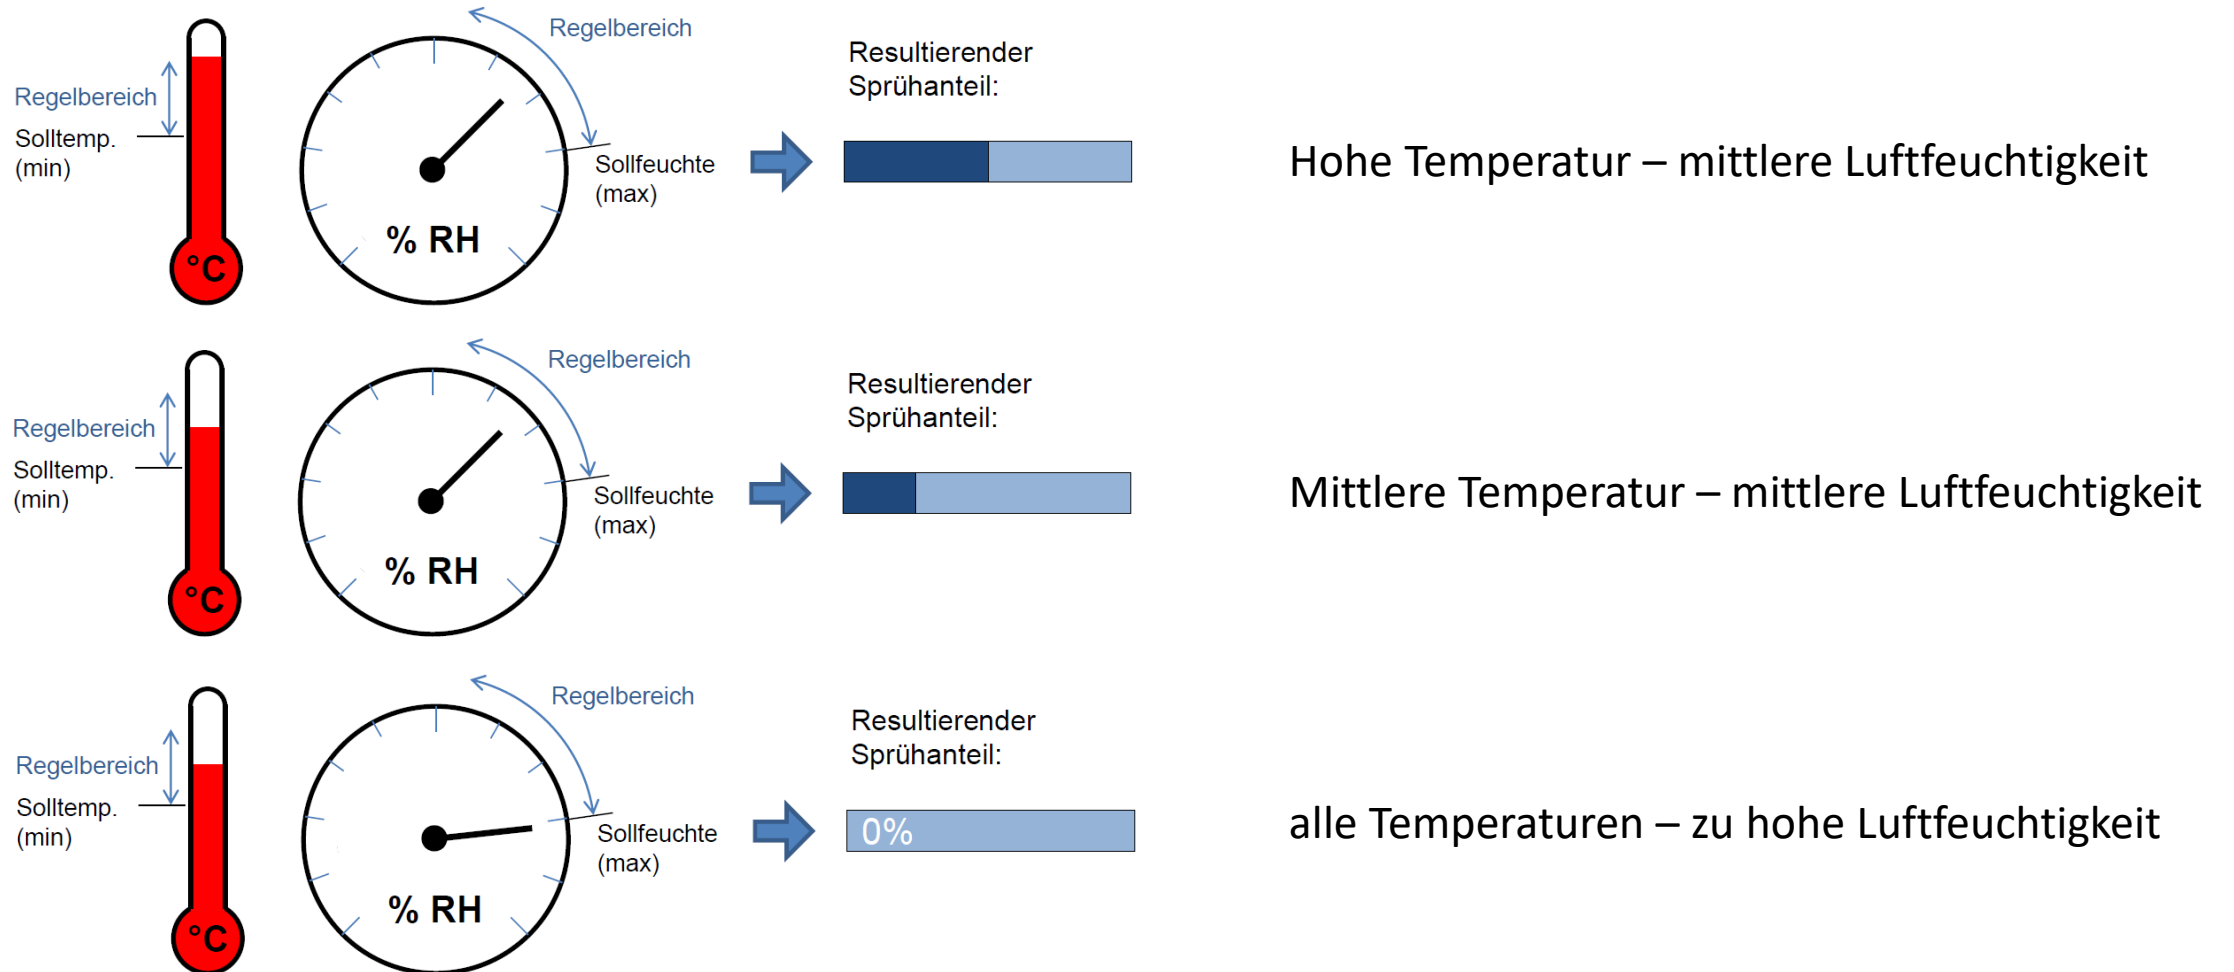 Regelbereich
Resultierender
Sprühanteil:
Regelbereich
Solltemp.
(min)
Sollfeuchte
(max)
Hohe Temperatur – mittlere Luftfeuchtigkeit
% RH
°C
Regelbereich
Resultierender
Sprühanteil:
Regelbereich
Solltemp.
(min)
Sollfeuchte
(max)
Mittlere Temperatur – mittlere Luftfeuchtigkeit
% RH
°C
Regelbereich
Resultierender
Sprühanteil:
Regelbereich
Solltemp.
(min)
Sollfeuchte
(max)
0%
alle Temperaturen – zu hohe Luftfeuchtigkeit
% RH
°C